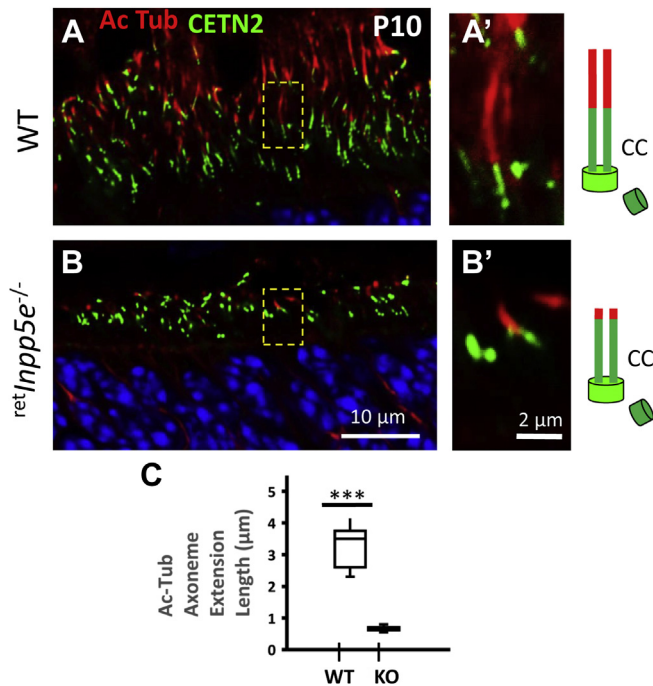 A Ac Tub CETN2 P10 A’
WT
CC
B B’
retInpp5e-/-
CC
10 µm 2 µm
C
Ac-Tub
Axoneme
Extension
Length (µm)
***
5
4
3
2
1
0
WT KO